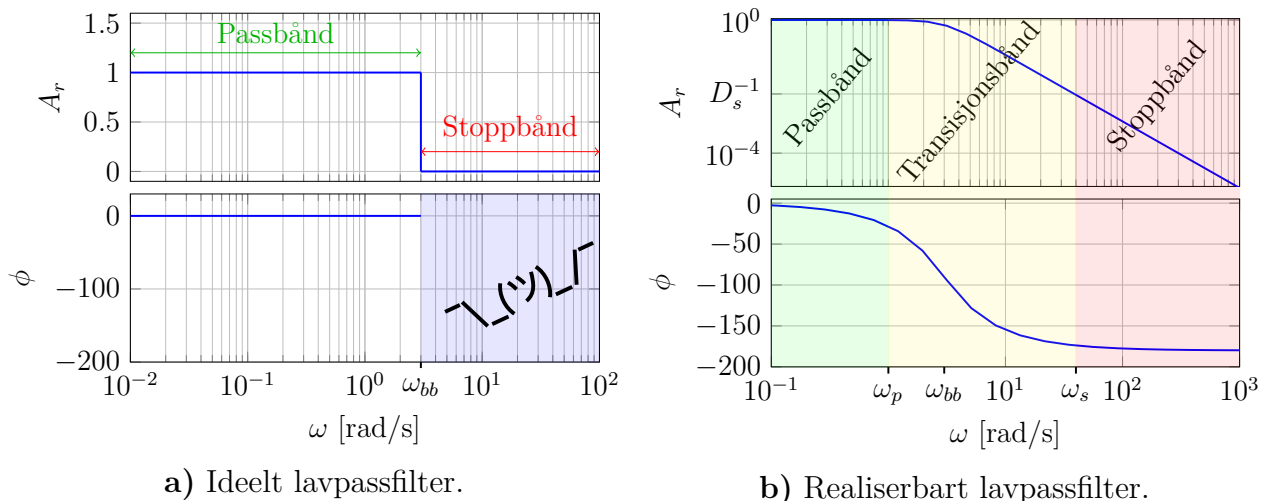 1.5
1
0.5
0
A_r
Passbånd
Stoppbånd
0
−100
−200
ϕ
¯\_(ツ)_/¯
10^−2
10^−1
10^0
ω_bb
10^1
10^2
ω [rad/s]
a) Ideelt lavpassfilter.
10^0
D_s^−1
10^−4
A_r
Passbånd
Transisjonsbånd
Stoppbånd
0
−50
−100
−150
−200
ϕ
10^−1
ω_p
ω_bb
10^1
ω_s
10^2
10^3
ω [rad/s]
b) Realiserbart lavpassfilter.